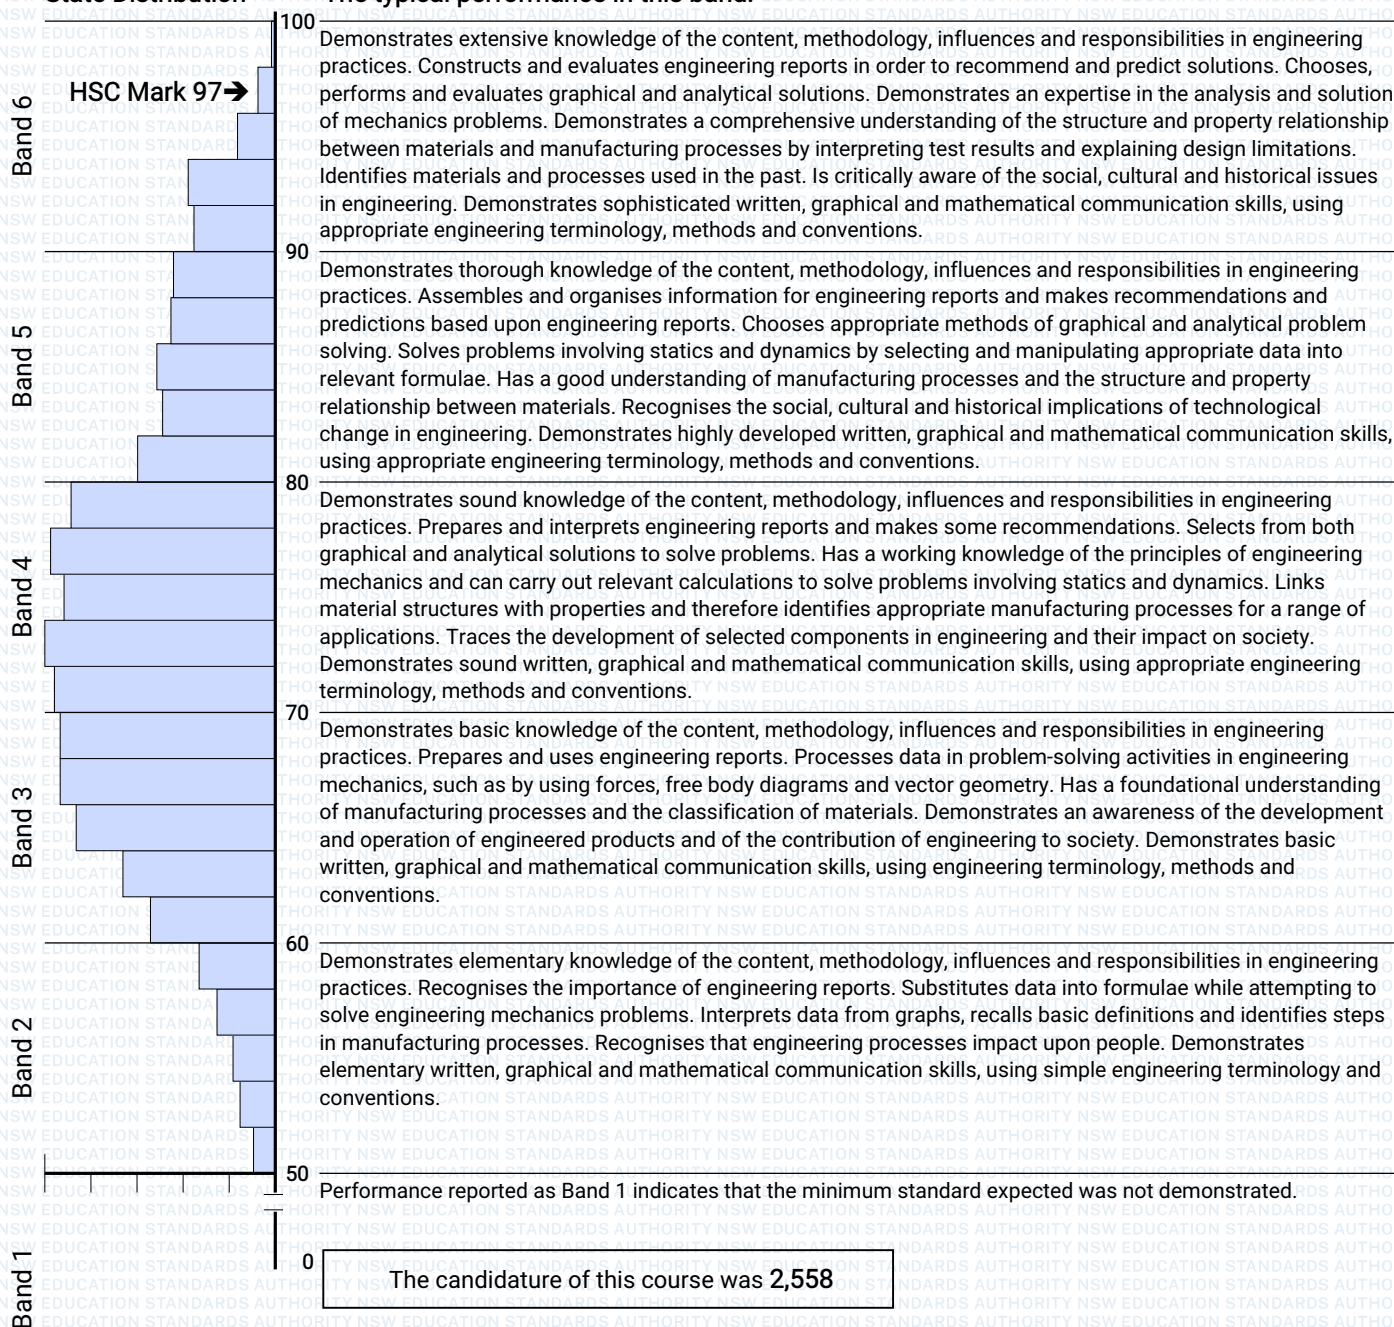 State Distribution The typical performance in this band:
100
Demonstrates extensive knowledge of the content, methodology, influences and responsibilities in engineering
practices. Constructs and evaluates engineering reports in order to recommend and predict solutions. Chooses,
HSC Mark 97➔
performs and evaluates graphical and analytical solutions. Demonstrates an expertise in the analysis and solution
of mechanics problems. Demonstrates a comprehensive understanding of the structure and property relationship
between materials and manufacturing processes by interpreting test results and explaining design limitations.
Identifies materials and processes used in the past. Is critically aware of the social, cultural and historical issues
in engineering. Demonstrates sophisticated written, graphical and mathematical communication skills, using
appropriate engineering terminology, methods and conventions.
Band 6
90
Demonstrates thorough knowledge of the content, methodology, influences and responsibilities in engineering
practices. Assembles and organises information for engineering reports and makes recommendations and
predictions based upon engineering reports. Chooses appropriate methods of graphical and analytical problem
solving. Solves problems involving statics and dynamics by selecting and manipulating appropriate data into
relevant formulae. Has a good understanding of manufacturing processes and the structure and property
relationship between materials. Recognises the social, cultural and historical implications of technological
change in engineering. Demonstrates highly developed written, graphical and mathematical communication skills,
using appropriate engineering terminology, methods and conventions.
Band 5
80
Demonstrates sound knowledge of the content, methodology, influences and responsibilities in engineering
practices. Prepares and interprets engineering reports and makes some recommendations. Selects from both
graphical and analytical solutions to solve problems. Has a working knowledge of the principles of engineering
mechanics and can carry out relevant calculations to solve problems involving statics and dynamics. Links
material structures with properties and therefore identifies appropriate manufacturing processes for a range of
applications. Traces the development of selected components in engineering and their impact on society.
Demonstrates sound written, graphical and mathematical communication skills, using appropriate engineering
terminology, methods and conventions.
Band 4
70
Demonstrates basic knowledge of the content, methodology, influences and responsibilities in engineering
practices. Prepares and uses engineering reports. Processes data in problem-solving activities in engineering
mechanics, such as by using forces, free body diagrams and vector geometry. Has a foundational understanding
of manufacturing processes and the classification of materials. Demonstrates an awareness of the development
and operation of engineered products and of the contribution of engineering to society. Demonstrates basic
written, graphical and mathematical communication skills, using engineering terminology, methods and
conventions.
Band 3
60
Demonstrates elementary knowledge of the content, methodology, influences and responsibilities in engineering
practices. Recognises the importance of engineering reports. Substitutes data into formulae while attempting to
solve engineering mechanics problems. Interprets data from graphs, recalls basic definitions and identifies steps
in manufacturing processes. Recognises that engineering processes impact upon people. Demonstrates
elementary written, graphical and mathematical communication skills, using simple engineering terminology and
conventions.
Band 2
50
Performance reported as Band 1 indicates that the minimum standard expected was not demonstrated.
Band 1
0
The candidature of this course was 2,558